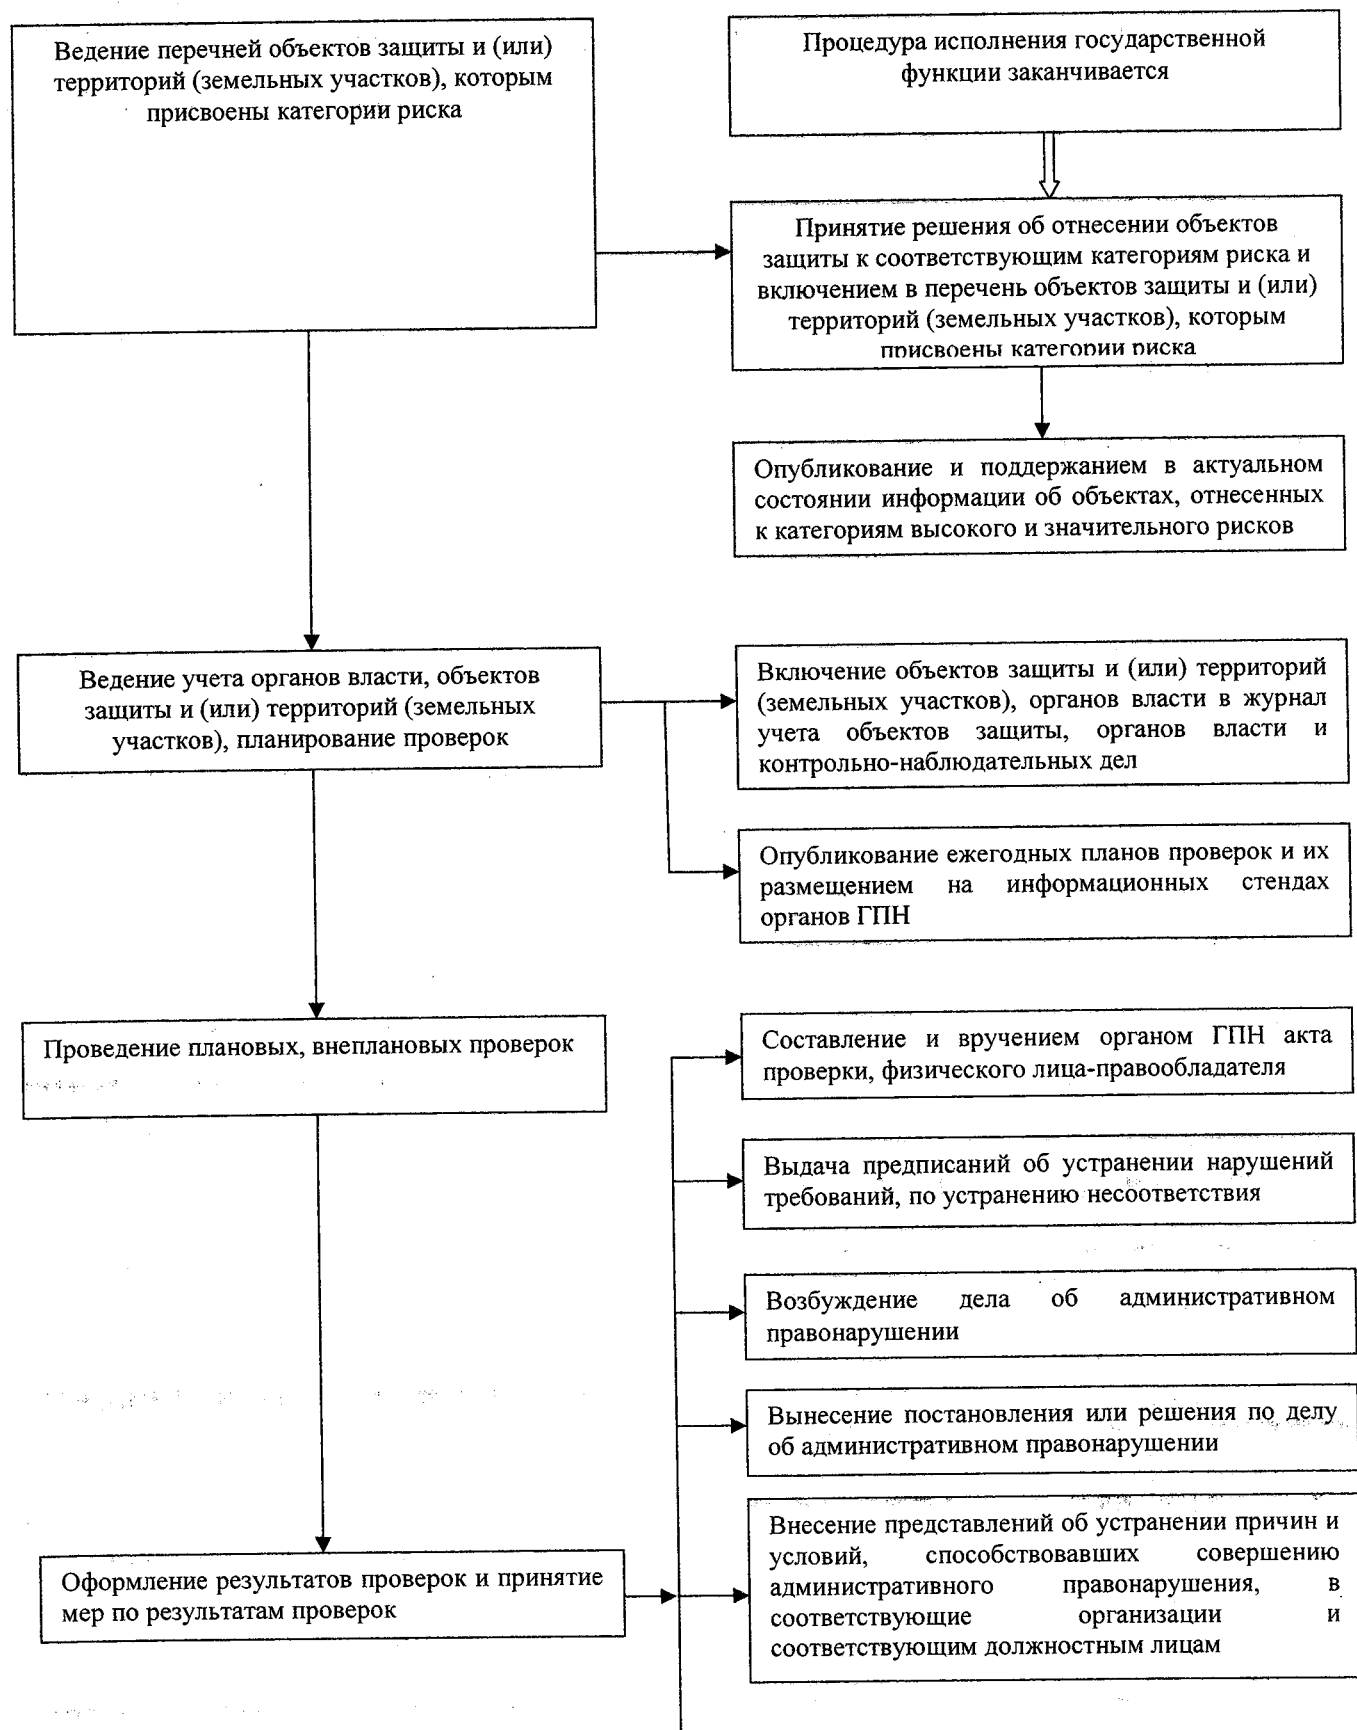 Ведение перечней объектов защиты и (или)
территорий (земельных участков), которым
присвоены категории риска
Процедура исполнения государственной
функции заканчивается
Принятие решения об отнесении объектов
защиты к соответствующим категориям риска и
включением в перечень объектов защиты и (или)
территорий (земельных участков), которым
присвоены категории риска
Опубликование и поддержанием в актуальном
состоянии информации об объектах, отнесенных
к категориям высокого и значительного рисков
Ведение учета органов власти, объектов
защиты и (или) территорий (земельных
участков), планирование проверок
Включение объектов защиты и (или) территорий
(земельных участков), органов власти в журнал
учета объектов защиты, органов власти и
контрольно-наблюдательных дел
Опубликование ежегодных планов проверок и их
размещением на информационных стендах
органов ГПН
Проведение плановых, внеплановых проверок
Составление и вручением органом ГПН акта
проверки, физического лица-правообладателя
Выдача предписаний об устранении нарушений
требований, по устранению несоответствия
Возбуждение дела об административном
правонарушении
Вынесение постановления или решения по делу
об административном правонарушении
Оформление результатов проверок и принятие
мер по результатам проверок
Внесение представлений об устранении причин и
условий, способствовавших совершению
административного правонарушения, в
соответствующие организации и
соответствующим должностным лицам